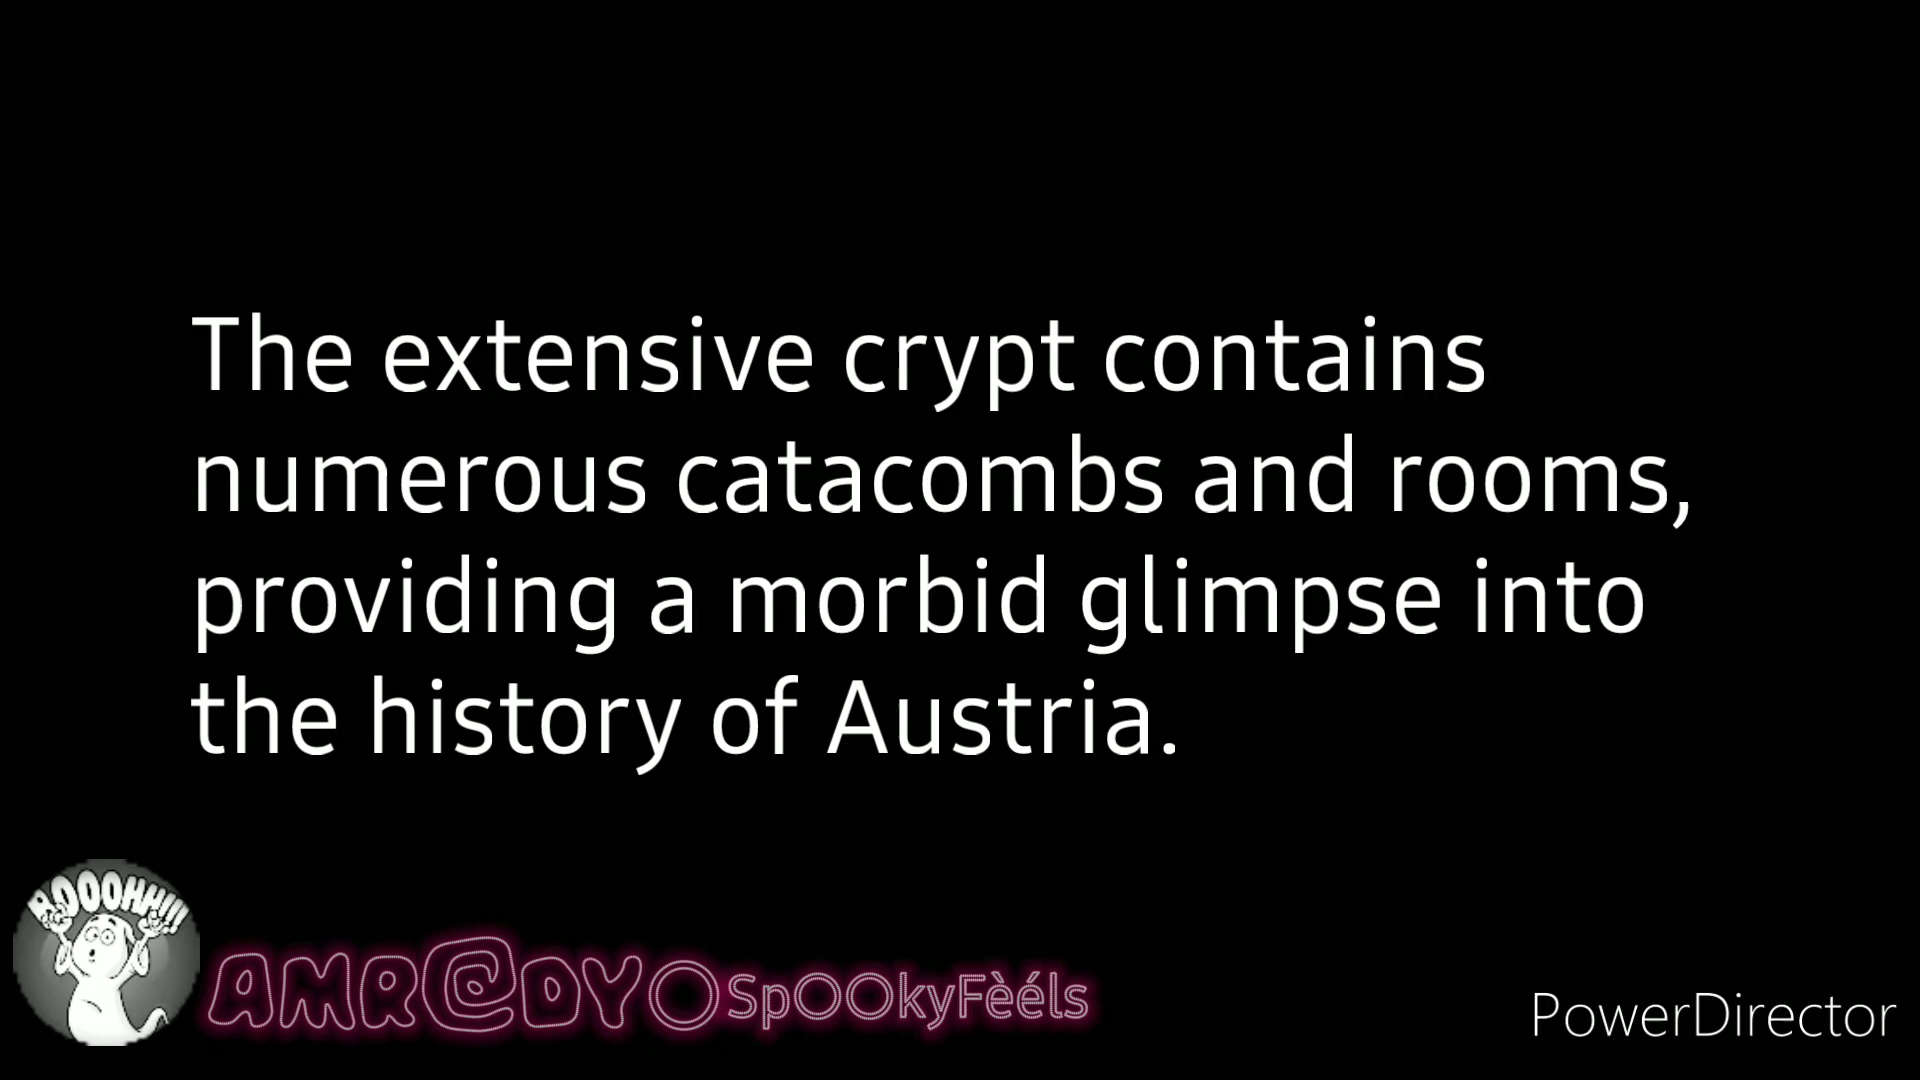 The extensive crypt contains
numerous catacombs and rooms,
providing a morbid glimpse into
the history of Austria.
BOOOHH!!!
AMR@DYOSpOOkyFèéls
PowerDirector